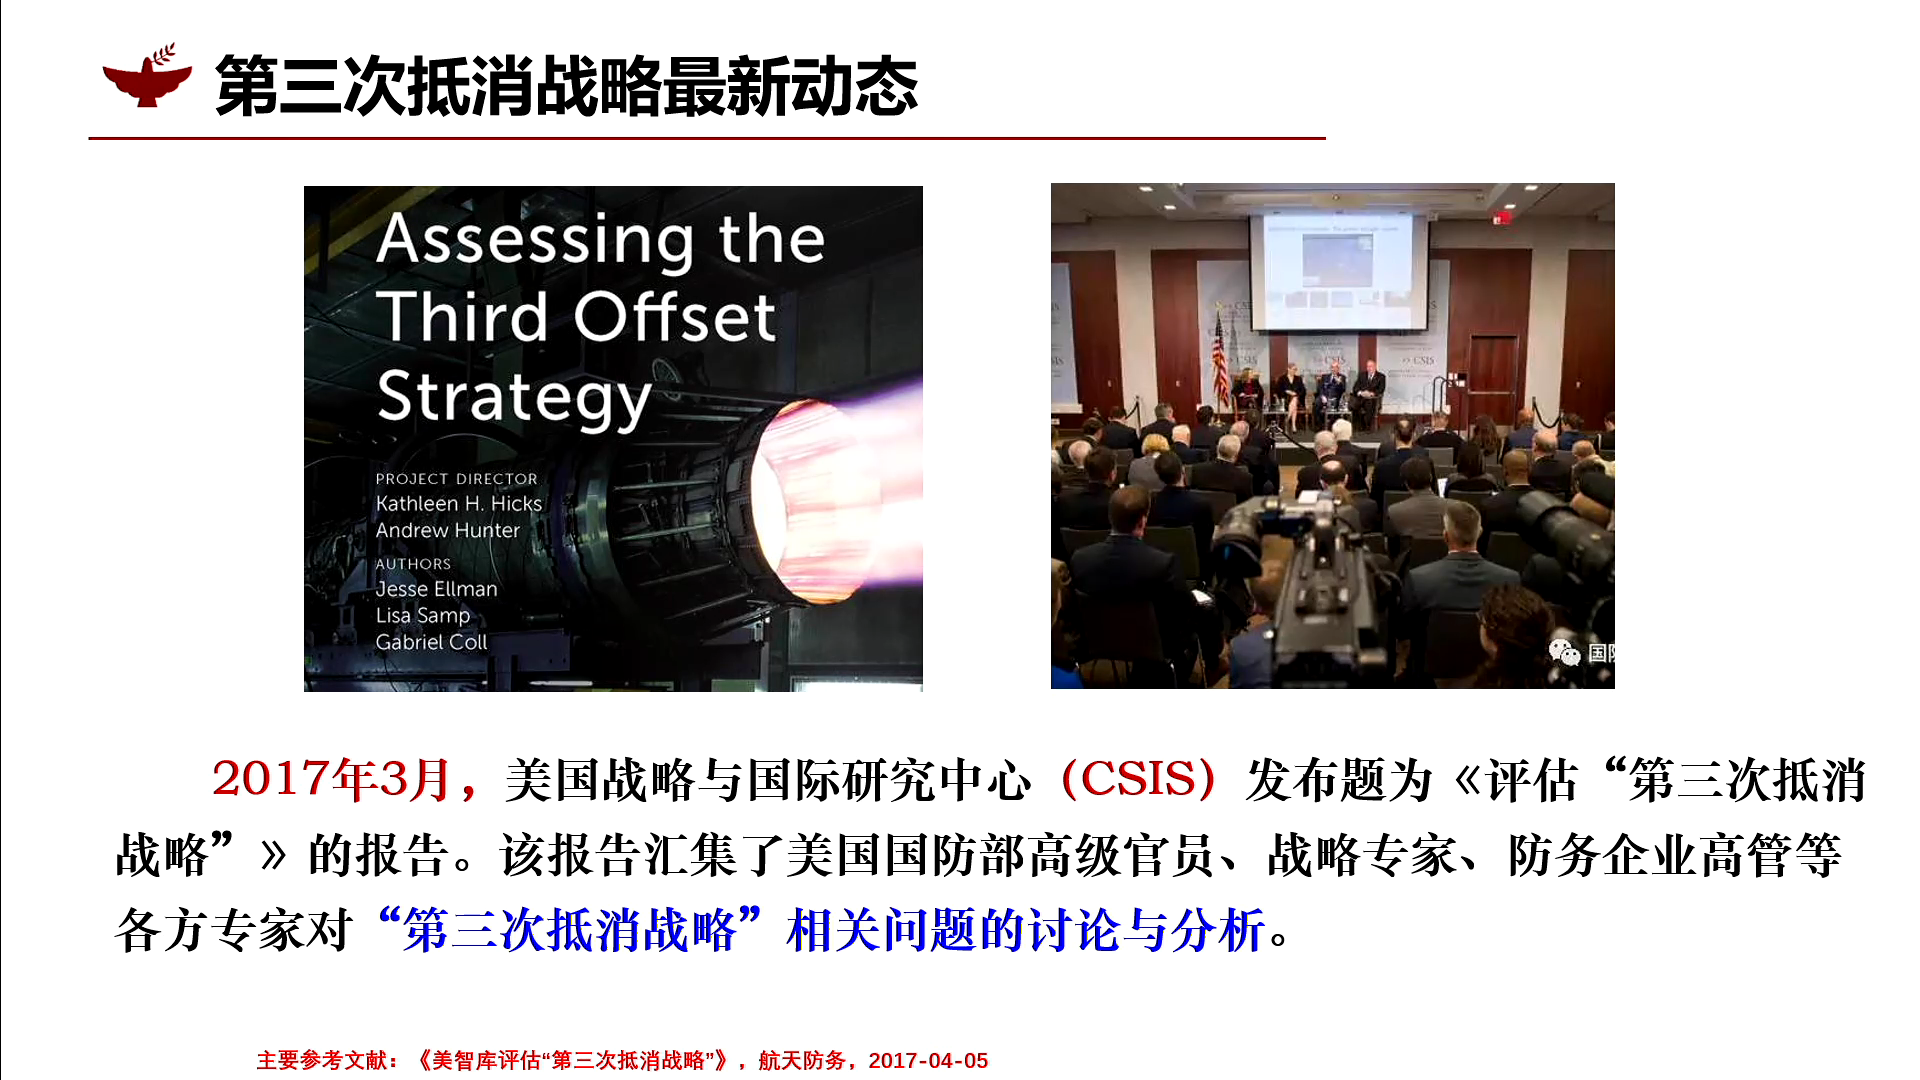 第三次抵消战略最新动态
Assessing the
Third Offset
Strategy
PROJECT DIRECTOR
Kathleen H. Hicks
Andrew Hunter
AUTHORS
Jesse Ellman
Lisa Samp
Gabriel Coll
CSIS
CSIS
CSIS
CSIS
国防
2017年3月，美国战略与国际研究中心（CSIS）发布题为《评估“第三次抵消
战略”》的报告。该报告汇集了美国国防部高级官员、战略专家、防务企业高管等
各方专家对“第三次抵消战略”相关问题的讨论与分析。
主要参考文献：《美智库评估“第三次抵消战略”》，航天防务，2017-04-05